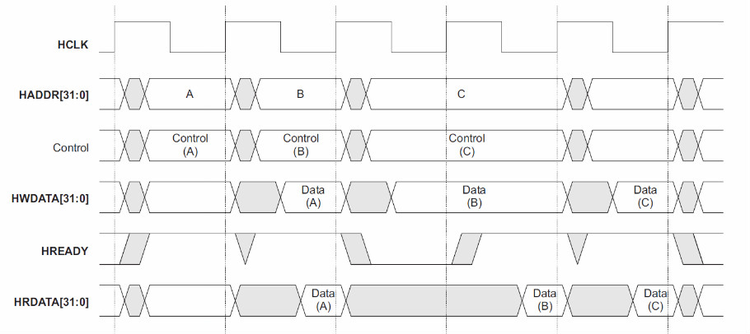 HCLK
HADDR[31:0]
A
B
C
Control
Control
(A)
Control
(B)
Control
(C)
HWDATA[31:0]
Data
(A)
Data
(B)
Data
(C)
HREADY
HRDATA[31:0]
Data
(A)
Data
(B)
Data
(C)